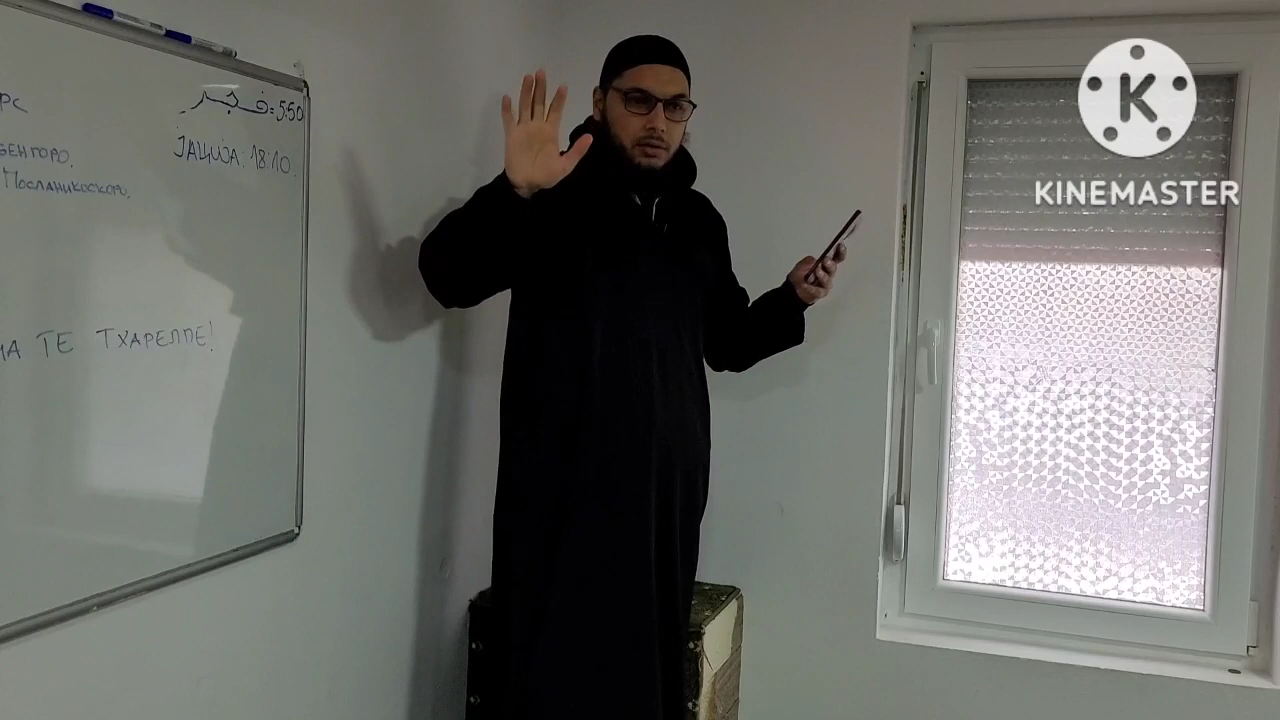 РС
فجر: 5:50
ЈАЦИЈА: 18:10.
БЕНГОРО.
ПОСЛАНИКОСКОРО.
ТЕ ТХАРЕЛПЕ!
K
KINEMASTER